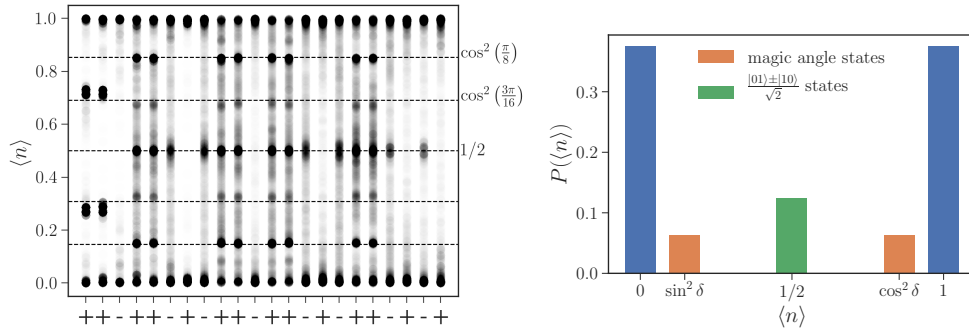 1.0
0.8
0.6
0.4
0.2
0.0
⟨n⟩
cos² (π/8)
cos² (3π/16)
1/2
+ + - + + - + - + + - + + - + - + + - + - +
0.3
0.2
0.1
0.0
P(⟨n⟩)
magic angle states
|01⟩±|10⟩/√2 states
0 sin² δ 1/2 cos² δ 1
⟨n⟩